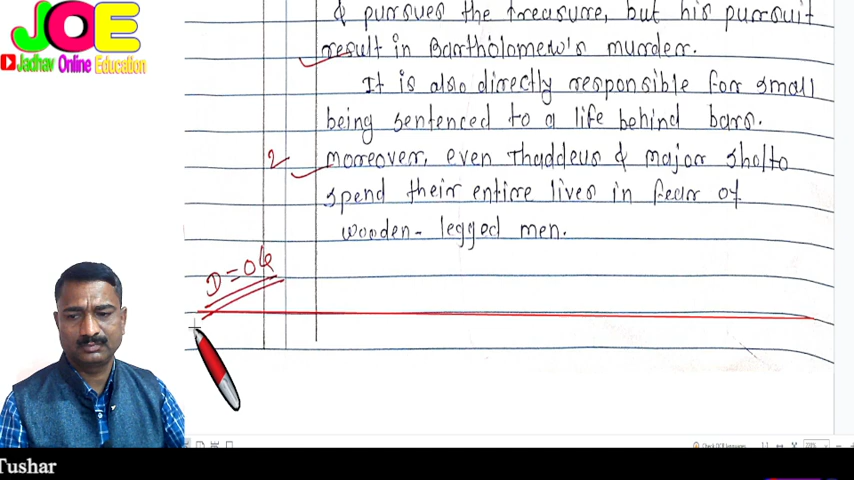 JOE
Jadhav Online Education
& pursues the treasure, but his pursuit
result in Bartholomew's murder.
It is also directly responsible for small
being sentenced to a life behind bars.
2
moreover, even Thaddeus & major sholto
spend their entire lives in fear of
wooden-legged men.
D=04
Tushar